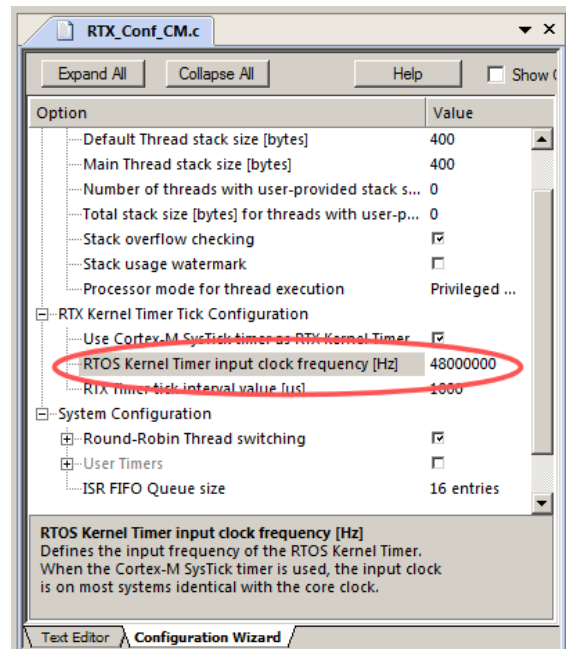 RTX_Conf_CM.c
Expand All Collapse All Help Show
Option Value
Default Thread stack size [bytes] 400
Main Thread stack size [bytes] 400
Number of threads with user-provided stack s... 0
Total stack size [bytes] for threads with user-p... 0
Stack overflow checking
Stack usage watermark
Processor mode for thread execution Privileged ...
RTX Kernel Timer Tick Configuration
Use Cortex-M SysTick timer as RTX Kernel Timer
RTOS Kernel Timer input clock frequency [Hz] 48000000
RTX Timer tick interval value [us] 1000
System Configuration
Round-Robin Thread switching
User Timers
ISR FIFO Queue size 16 entries
RTOS Kernel Timer input clock frequency [Hz]
Defines the input frequency of the RTOS Kernel Timer.
When the Cortex-M SysTick timer is used, the input clock
is on most systems identical with the core clock.
Text Editor Configuration Wizard